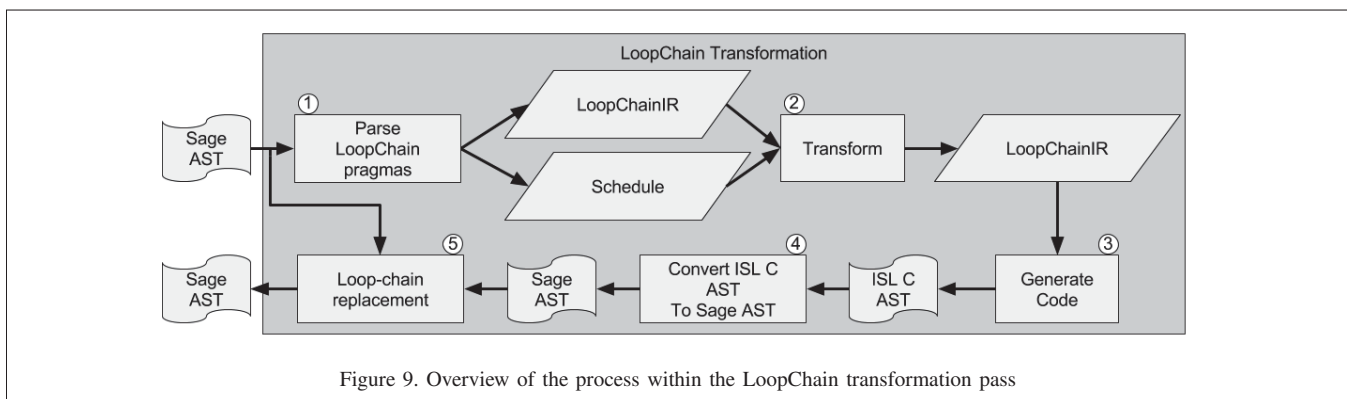 LoopChain Transformation
Sage
AST
①
Parse
LoopChain
pragmas
LoopChainIR
Schedule
②
Transform
LoopChainIR
③
Generate
Code
ISL C
AST
④
Convert ISL C
AST
To Sage AST
Sage
AST
⑤
Loop-chain
replacement
Sage
AST
Figure 9. Overview of the process within the LoopChain transformation pass